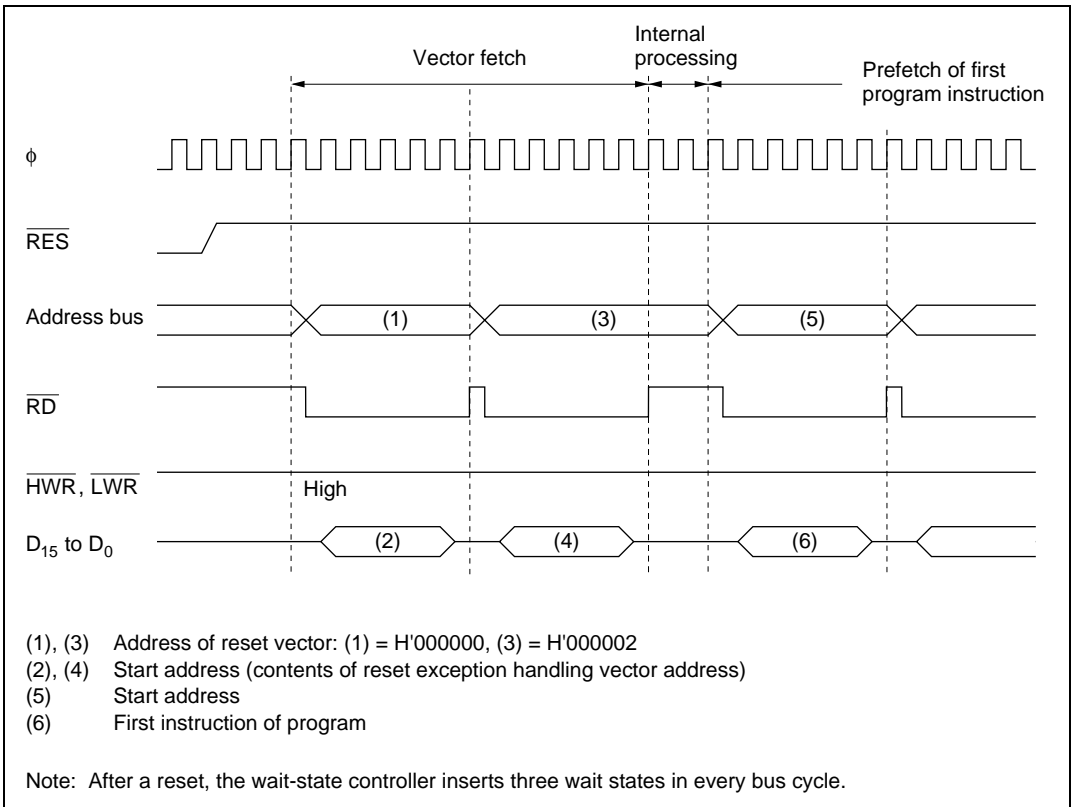 Vector fetch
Internal
processing
Prefetch of first
program instruction
φ
RES
Address bus
(1)
(3)
(5)
RD
HWR, LWR
High
D15 to D0
(2)
(4)
(6)
(1), (3) Address of reset vector: (1) = H'000000, (3) = H'000002
(2), (4) Start address (contents of reset exception handling vector address)
(5) Start address
(6) First instruction of program
Note: After a reset, the wait-state controller inserts three wait states in every bus cycle.